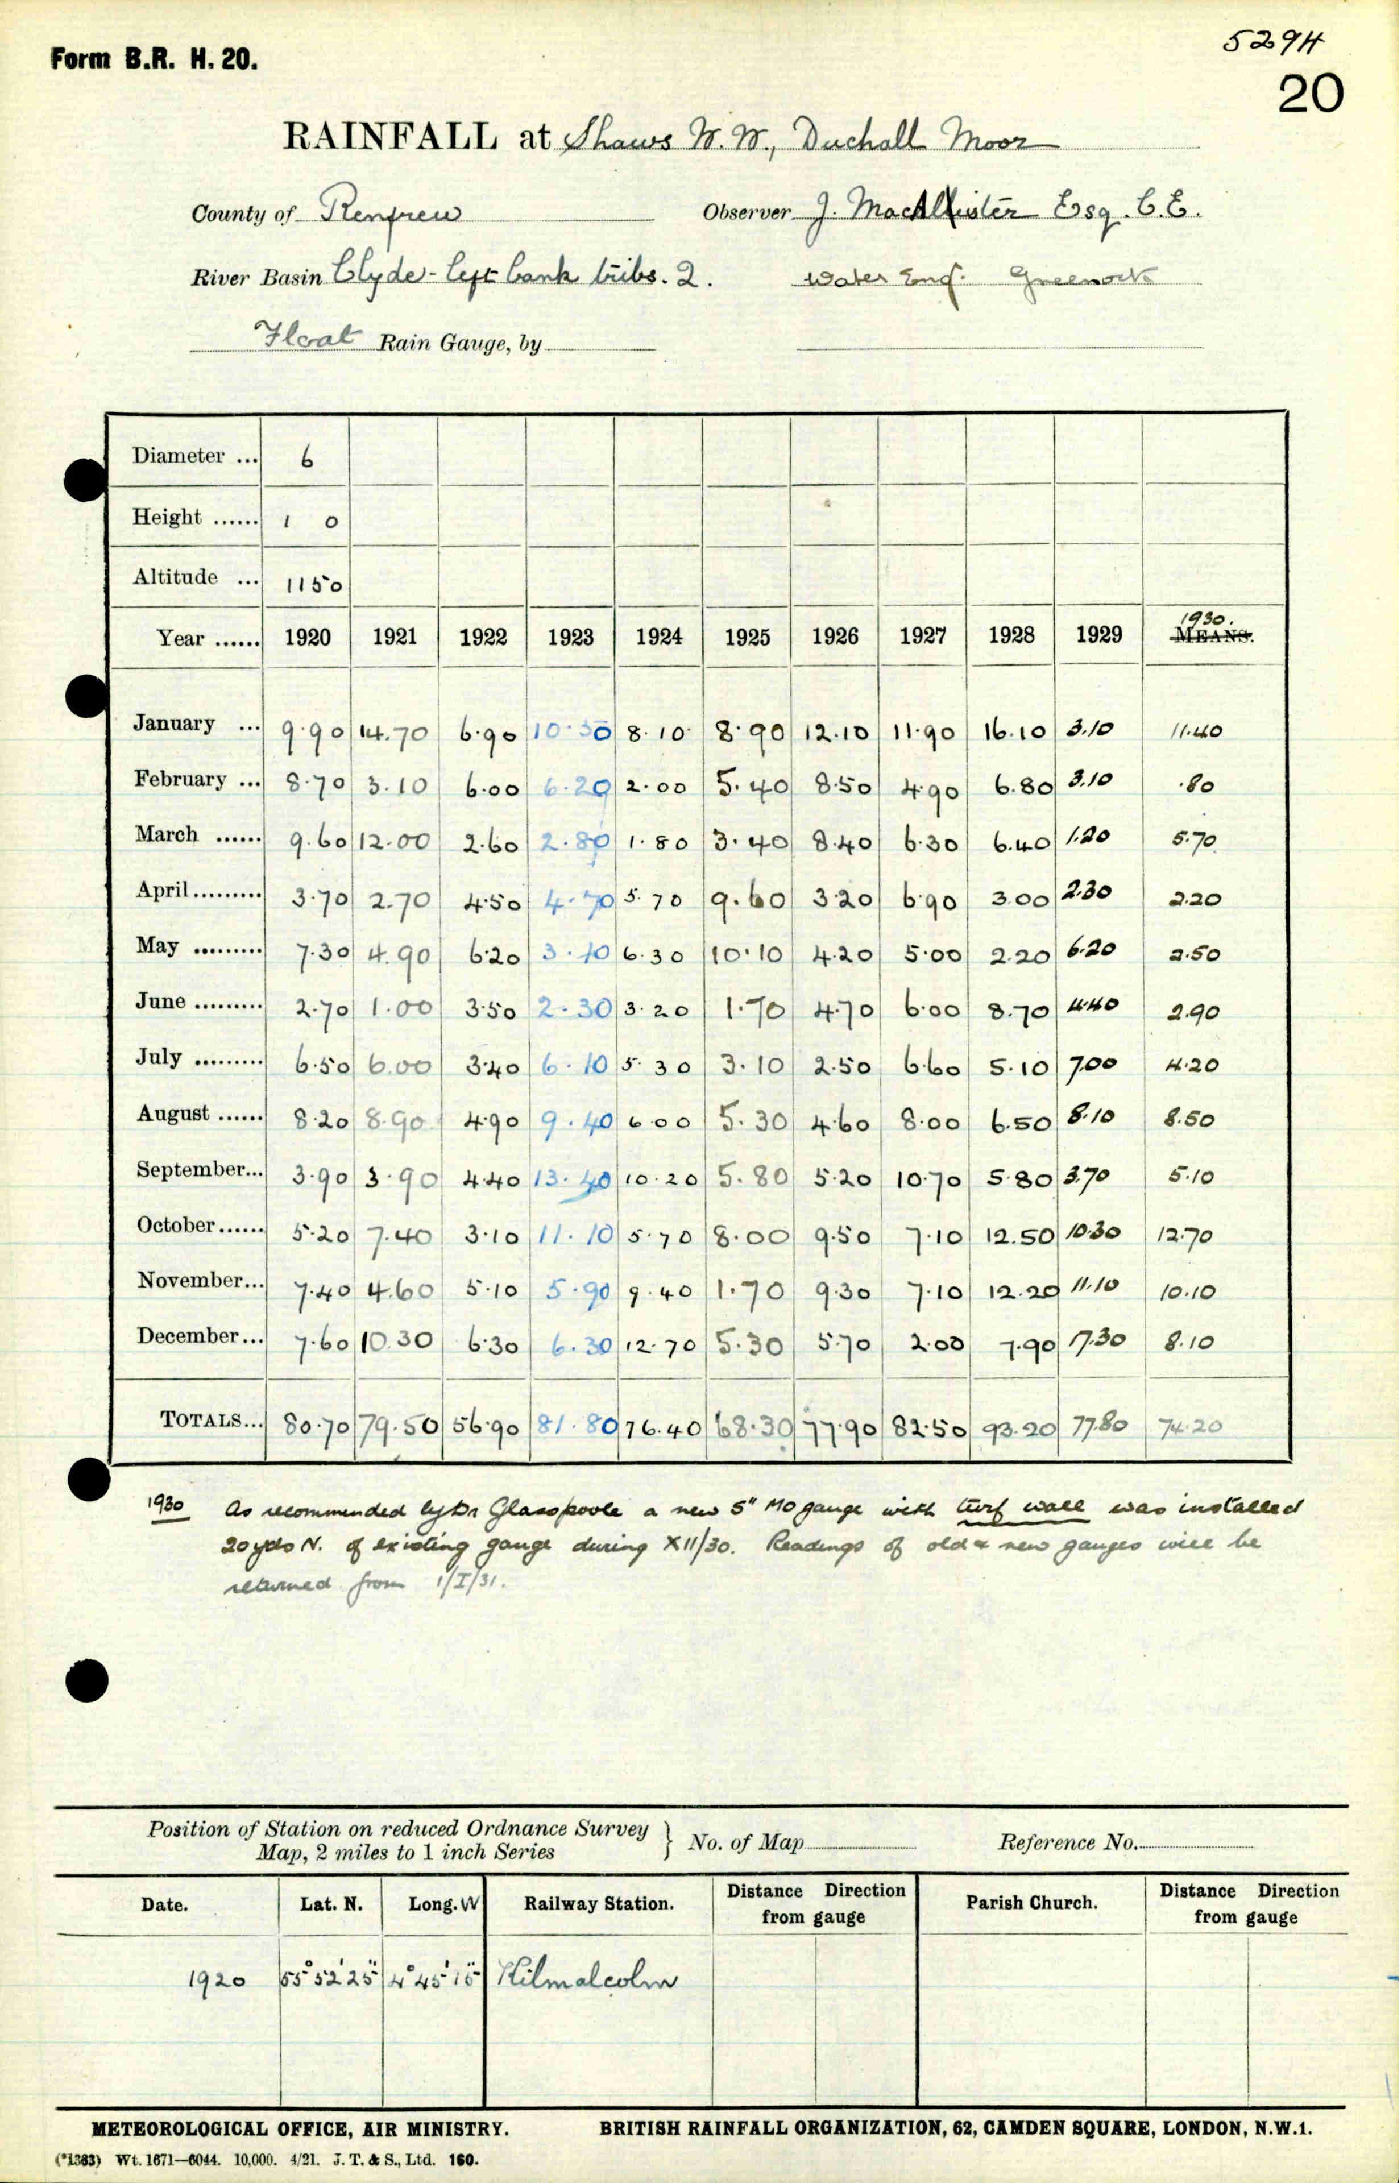 Form B.R. H. 20.
529H
20
RAINFALL at Shaws W.W., Duchall Moor
County of Renfrew Observer J. MacAllister Esq. C.E.
River Basin Clyde - left bank tribs. 2. Water Eng. Greenock
Float Rain Gauge, by
Diameter ... 6
Height ...... 1 0
Altitude ... 1150
1930.
Year ...... 1920 1921 1922 1923 1924 1925 1926 1927 1928 1929 MEANS.
January ... 9.90 14.70 6.90 10.30 8.10 8.90 12.10 11.90 16.10 3.10 11.40
February ... 8.70 3.10 6.00 6.20 2.00 5.40 8.50 4.90 6.80 3.10 .80
March ...... 9.60 12.00 2.60 2.80 1.80 3.40 8.40 6.30 6.40 1.20 5.70
April......... 3.70 2.70 4.50 4.70 5.70 9.60 3.20 6.90 3.00 2.30 2.20
May ......... 7.30 4.90 6.20 3.10 6.30 10.10 4.20 5.00 2.20 6.20 2.50
June ......... 2.70 1.00 3.50 2.30 3.20 1.70 4.70 6.00 8.70 4.40 2.90
July ......... 6.50 6.00 3.40 6.10 5.30 3.10 2.50 6.60 5.10 7.00 4.20
August ...... 8.20 8.90 4.90 9.40 6.00 5.30 4.60 8.00 6.50 8.10 8.50
September... 3.90 3.90 4.40 13.40 10.20 5.80 5.20 10.70 5.80 3.70 5.10
October...... 5.20 7.40 3.10 11.10 5.70 8.00 9.50 7.10 12.50 10.30 12.70
November... 7.40 4.60 5.10 5.90 9.40 1.70 9.30 7.10 12.20 11.10 10.10
December... 7.60 10.30 6.30 6.30 12.70 5.30 5.70 2.00 7.90 17.30 8.10
TOTALS... 80.70 79.50 56.90 81.80 76.40 68.30 77.90 82.50 93.20 77.80 74.20
1930 As recommended by Dr Glasspoole a new 5" MO gauge with turf wall was installed
20 yds N. of existing gauge during XII/30. Readings of old & new gauges will be
returned from 1/I/31.
Position of Station on reduced Ordnance Survey
Map, 2 miles to 1 inch Series } No. of Map Reference No.
Date. Lat. N. Long. W Railway Station. Distance Direction from gauge Parish Church. Distance Direction from gauge
1920 55° 52' 25" 4° 45' 15" Kilmalcolm
METEOROLOGICAL OFFICE, AIR MINISTRY. BRITISH RAINFALL ORGANIZATION, 62, CAMDEN SQUARE, LONDON, N.W.1.
(*1383) Wt. 1671—6044. 10,000. 4/21. J. T. & S., Ltd. 160.